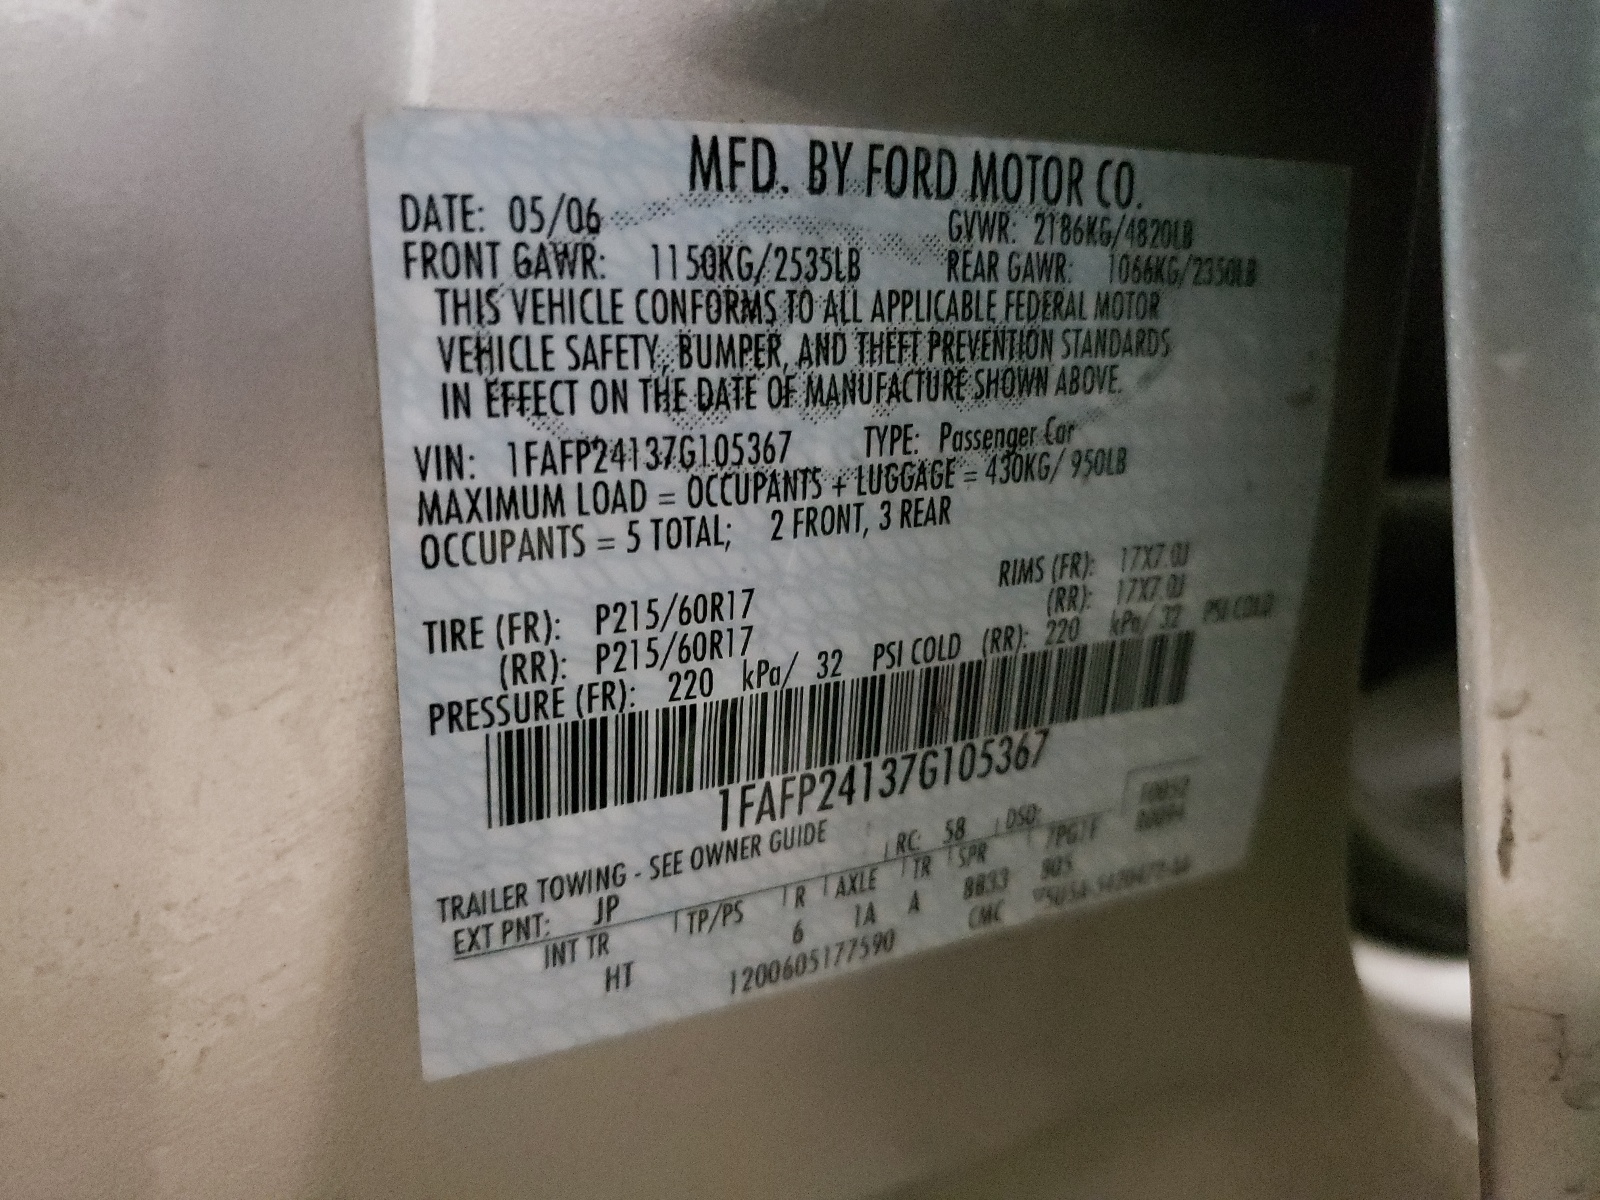 MFD. BY FORD MOTOR CO.
DATE: 05/06 GVWR: 2186KG/4820LB
FRONT GAWR: 1150KG/2535LB REAR GAWR: 1066KG/2350LB
THIS VEHICLE CONFORMS TO ALL APPLICABLE FEDERAL MOTOR
VEHICLE SAFETY, BUMPER, AND THEFT PREVENTION STANDARDS
IN EFFECT ON THE DATE OF MANUFACTURE SHOWN ABOVE.
VIN: 1FAFP24137G105367 TYPE: Passenger Car
MAXIMUM LOAD = OCCUPANTS + LUGGAGE = 430KG/ 950LB
OCCUPANTS = 5 TOTAL; 2 FRONT, 3 REAR
TIRE (FR): P215/60R17 RIMS (FR): 17X7.0J
(RR): P215/60R17 (RR): 17X7.0J
PRESSURE (FR): 220 kPa/ 32 PSI COLD (RR): 220 kPa/ 32 PSI COLD
1FAFP24137G105367
TRAILER TOWING - SEE OWNER GUIDE
EXT PNT: JP RC: 58 DSO:
INT TR TP/PS R AXLE TR SPR
HT 6 1A A
1200605177590 CMC